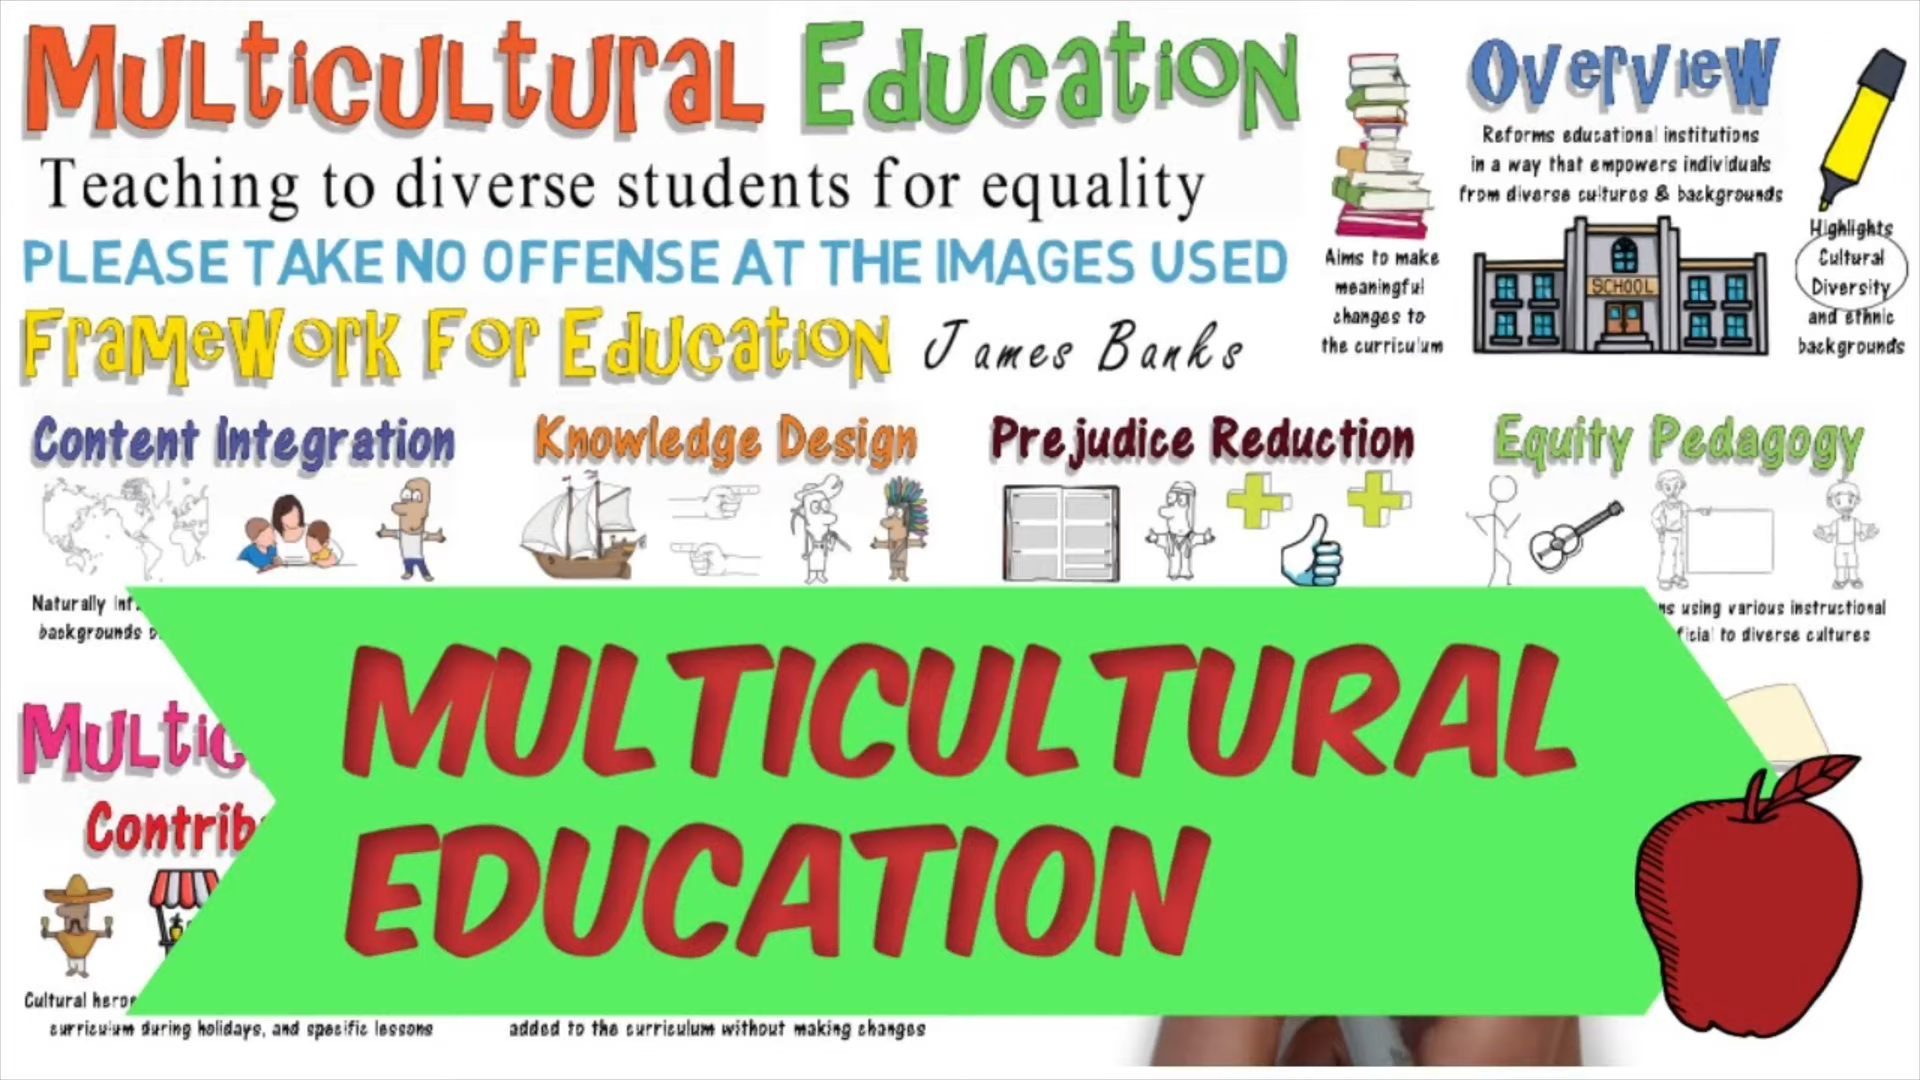 MULtiCULtUraL EdUCatiON
OVerVieW
Teaching to diverse students for equality
Reforms educational institutions
in a way that empowers individuals
from diverse cultures & backgrounds
SCHOOL
Highlights
Cultural
Diversity
and ethnic
backgrounds
Aims to make
meaningful
changes to
the curriculum
PLEASE TAKE NO OFFENSE AT THE IMAGES USED
FraMeWOrK FOr EdUCatiON
James Banks
Content Integration
Knowledge Design
Prejudice Reduction
Equity Pedagogy
Naturally
backgrounds
using various instructional
to diverse cultures
MULTICULTURAL
EDUCATION
Cultural
curriculum during holidays, and specific lessons
added to the curriculum without making changes